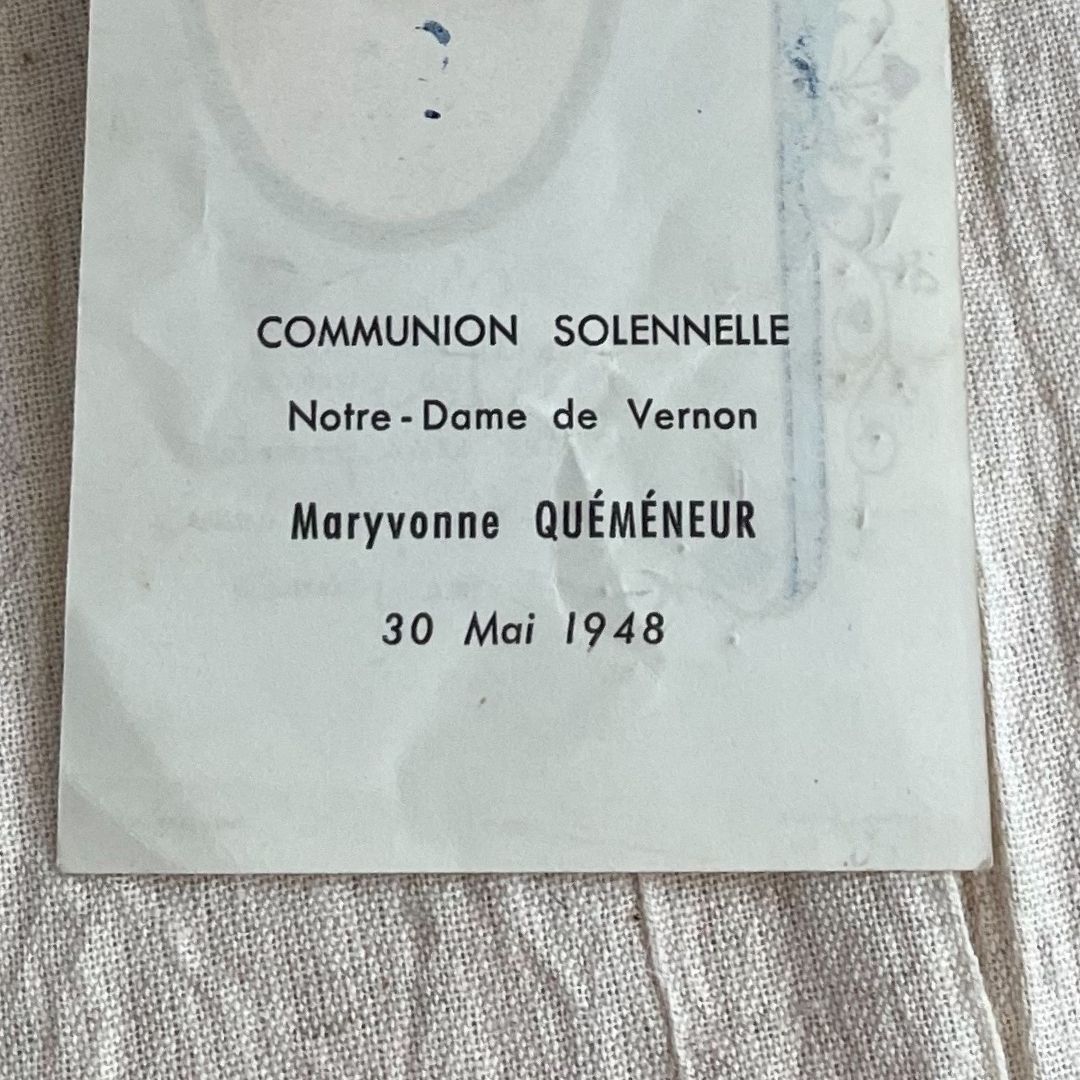 COMMUNION SOLENNELLE
Notre-Dame de Vernon
Maryvonne QUÉMÉNEUR
30 Mai 1948